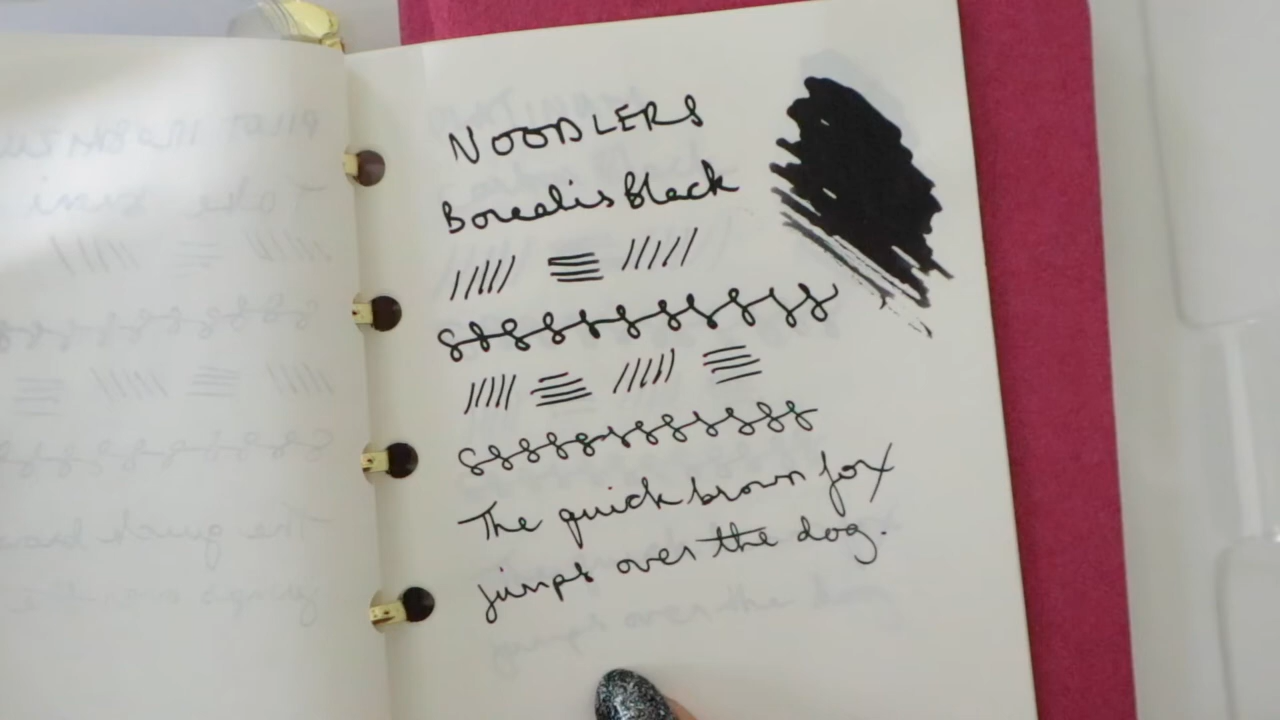 NOODLERS
Borealis Black
The quick brown fox
jumps over the dog.